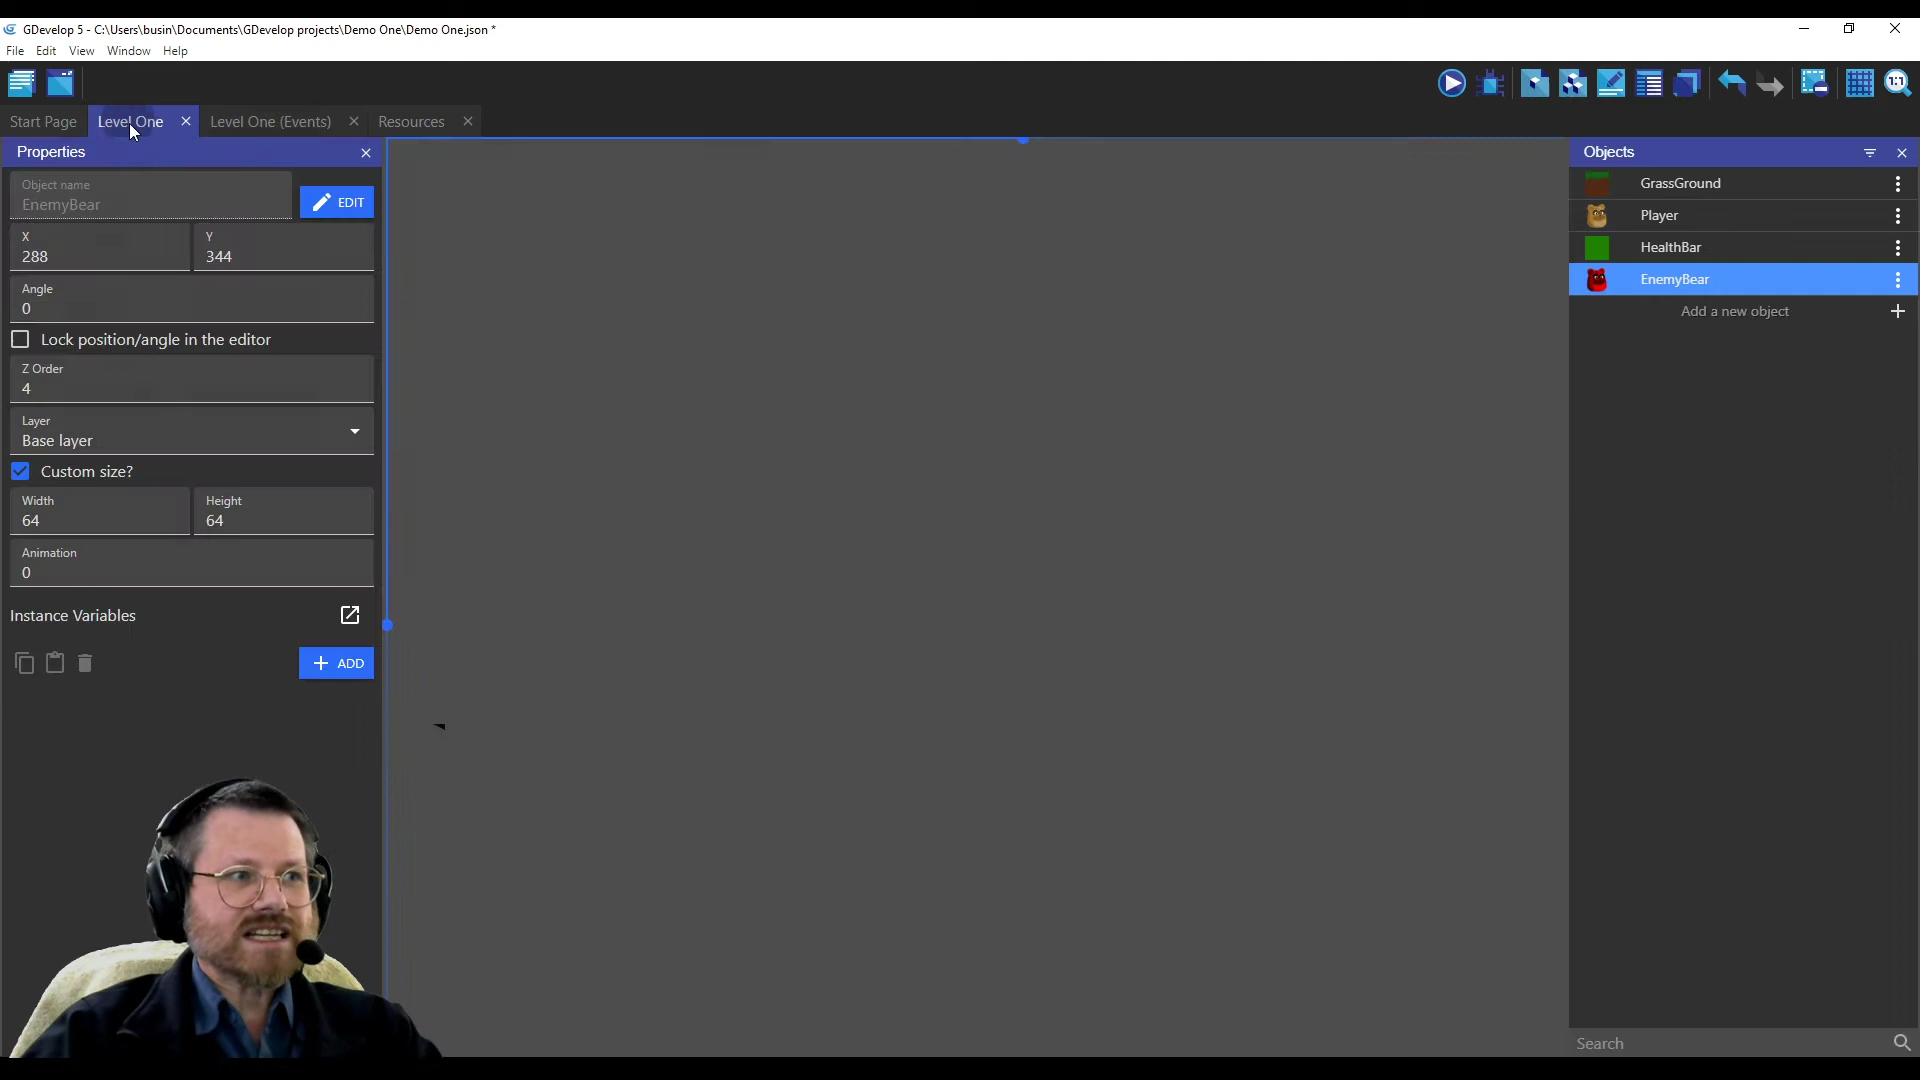 GDevelop 5 - C:\Users\busin\Documents\GDevelop projects\Demo One\Demo One.json *
File Edit View Window Help
1:1
Start Page Level One Level One (Events) Resources
Properties
Object name
EnemyBear
EDIT
X
288
Y
344
Angle
0
Lock position/angle in the editor
Z Order
4
Layer
Base layer
Custom size?
Width
64
Height
64
Animation
0
Instance Variables
ADD
Objects
GrassGround
Player
HealthBar
EnemyBear
Add a new object
Search